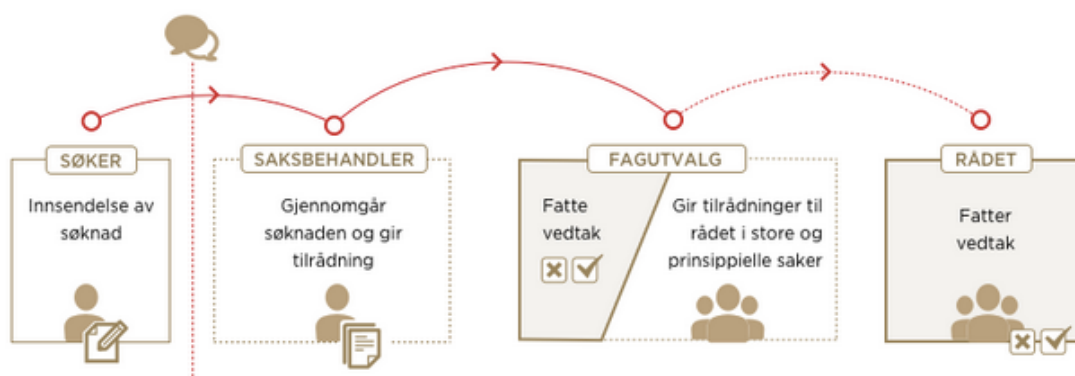 SØKER
Innsendelse av
søknad
SAKSBEHANDLER
Gjennomgår
søknaden og gir
tilrådning
FAGUTVALG
Fatte
vedtak
Gir tilrådninger til
rådet i store og
prinsippielle saker
RÅDET
Fatter
vedtak